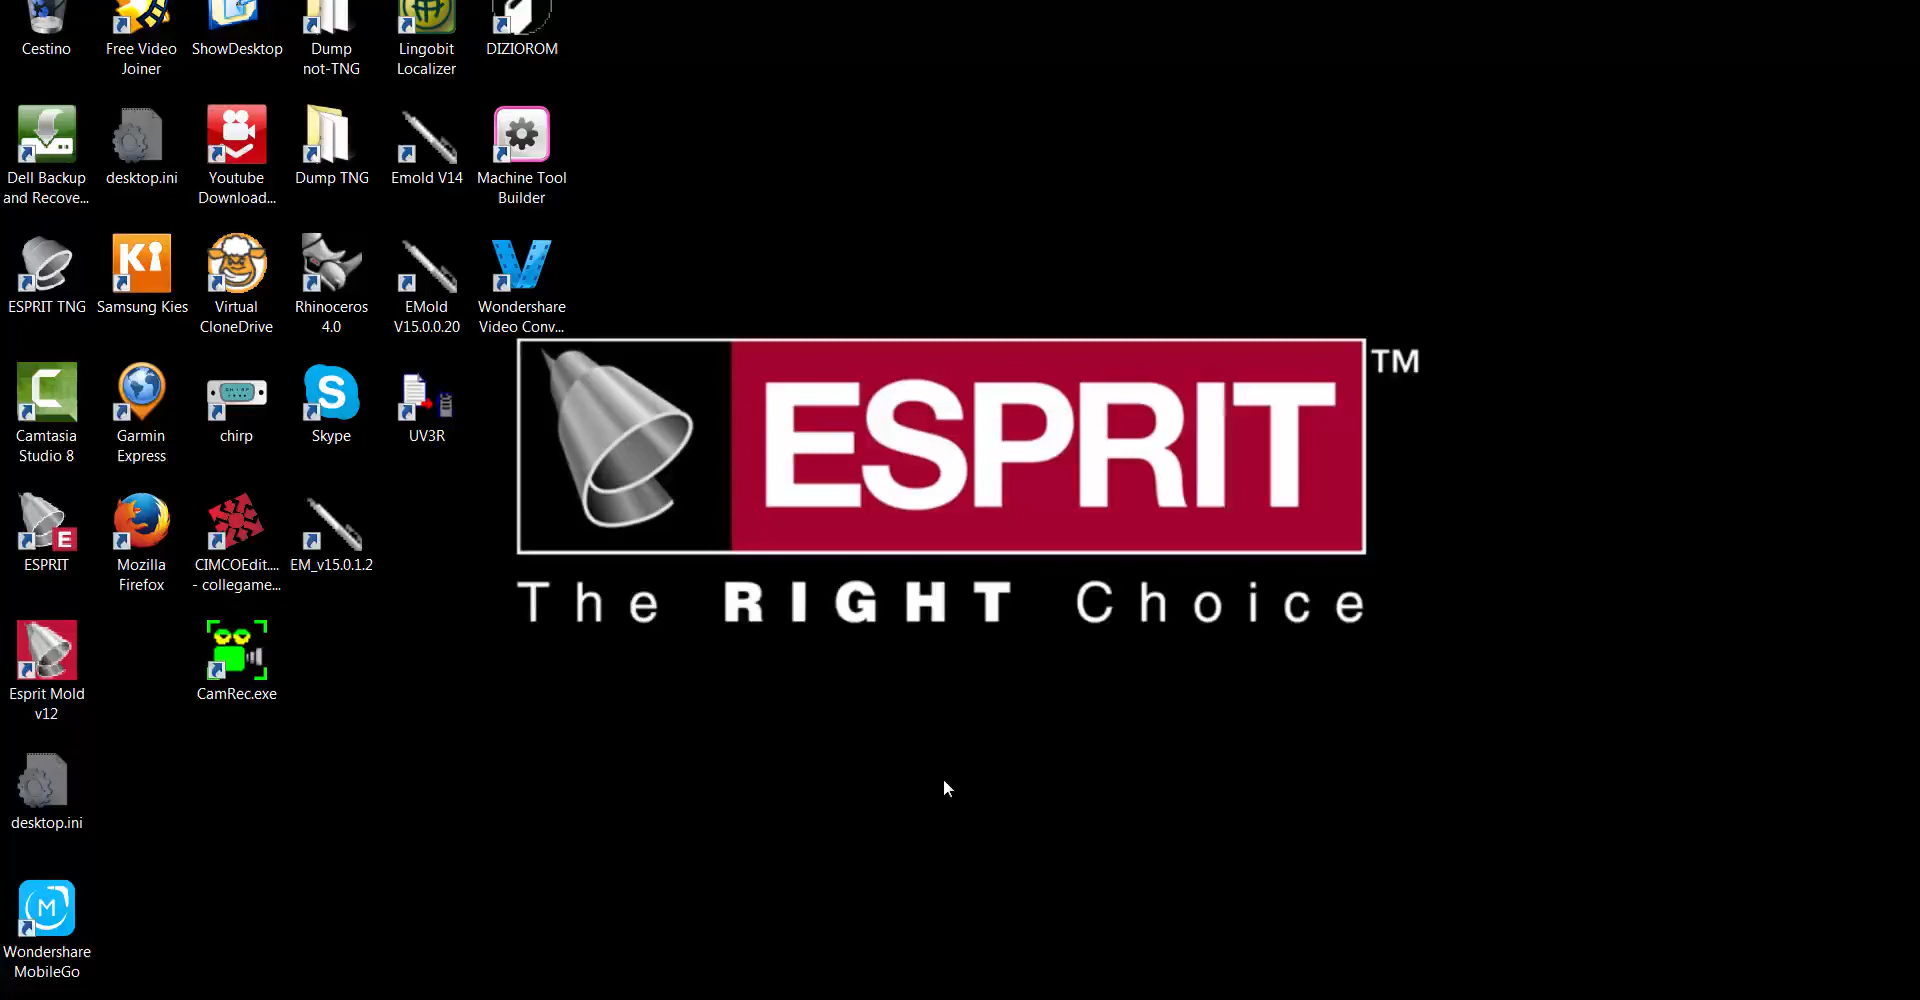 Cestino
Free Video
Joiner
ShowDesktop
Dump
not-TNG
Lingobit
Localizer
DIZIOROM
Dell Backup
and Recove...
desktop.ini
Youtube
Download...
Dump TNG
Emold V14
Machine Tool
Builder
ESPRIT TNG
Ki
Samsung Kies
Virtual
CloneDrive
Rhinoceros
4.0
EMold
V15.0.0.20
Wondershare
Video Conv...
Camtasia
Studio 8
Garmin
Express
CHIRP
chirp
S
Skype
UV3R
ESPRIT
TM
The RIGHT Choice
E
ESPRIT
Mozilla
Firefox
CIMCOEdit....
- collegame...
EM_v15.0.1.2
Esprit Mold
v12
CamRec.exe
desktop.ini
M
Wondershare
MobileGo